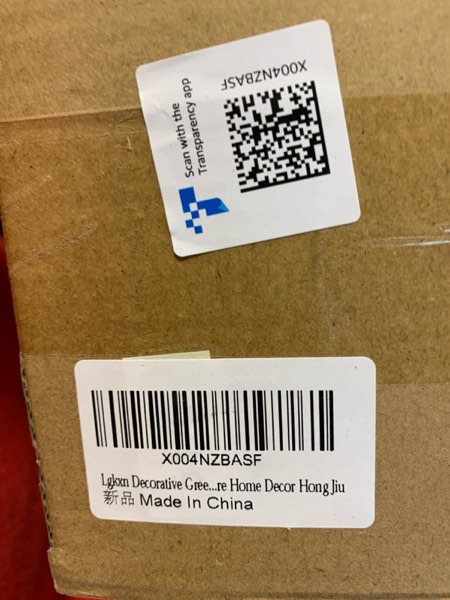 Scan with the
Transparency app
X004NZBASF
X004NZBASF
Lgkxn Decorative Gree...re Home Decor Hong Jiu
新品 Made In China